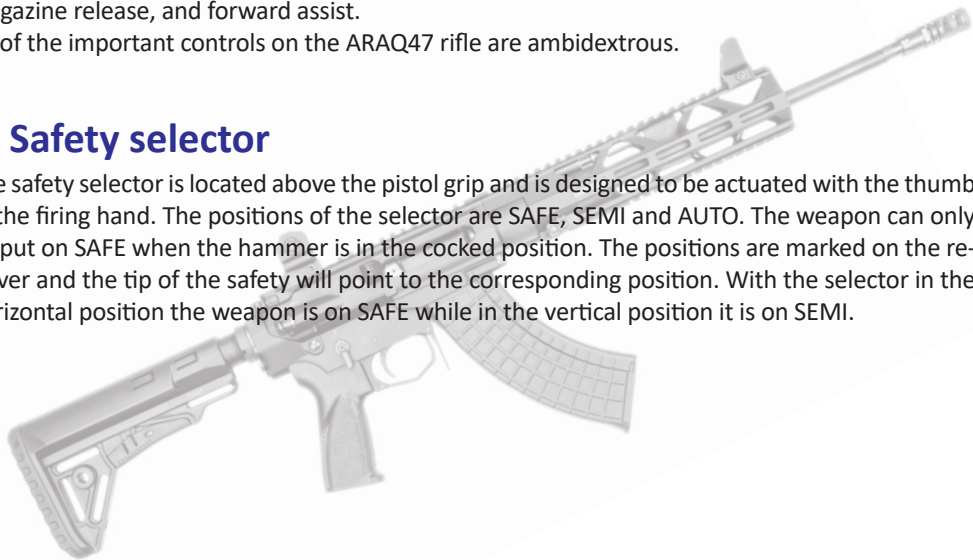 gazine release, and forward assist.
of the important controls on the ARAQ47 rifle are ambidextrous.
Safety selector
e safety selector is located above the pistol grip and is designed to be actuated with the thumb
the firing hand. The positions of the selector are SAFE, SEMI and AUTO. The weapon can only
put on SAFE when the hammer is in the cocked position. The positions are marked on the re-
ver and the tip of the safety will point to the corresponding position. With the selector in the
rizontal position the weapon is on SAFE while in the vertical position it is on SEMI.